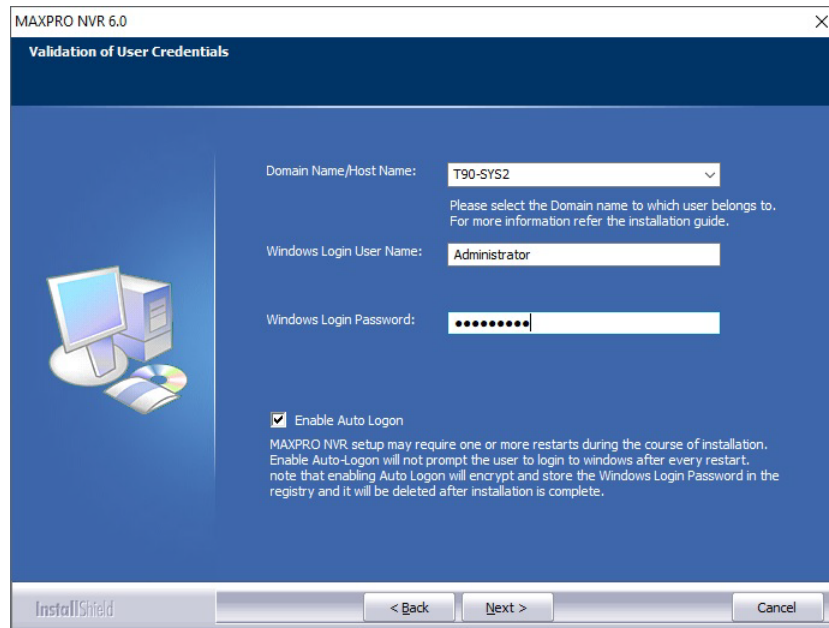 MAXPRO NVR 6.0
Validation of User Credentials
Domain Name/Host Name:
T90-SYS2
Please select the Domain name to which user belongs to.
For more information refer the installation guide.
Windows Login User Name:
Administrator
Windows Login Password:
•••••••••
Enable Auto Logon
MAXPRO NVR setup may require one or more restarts during the course of installation.
Enable Auto-Logon will not prompt the user to login to windows after every restart.
note that enabling Auto Logon will encrypt and store the Windows Login Password in the
registry and it will be deleted after installation is complete.
InstallShield
< Back
Next >
Cancel